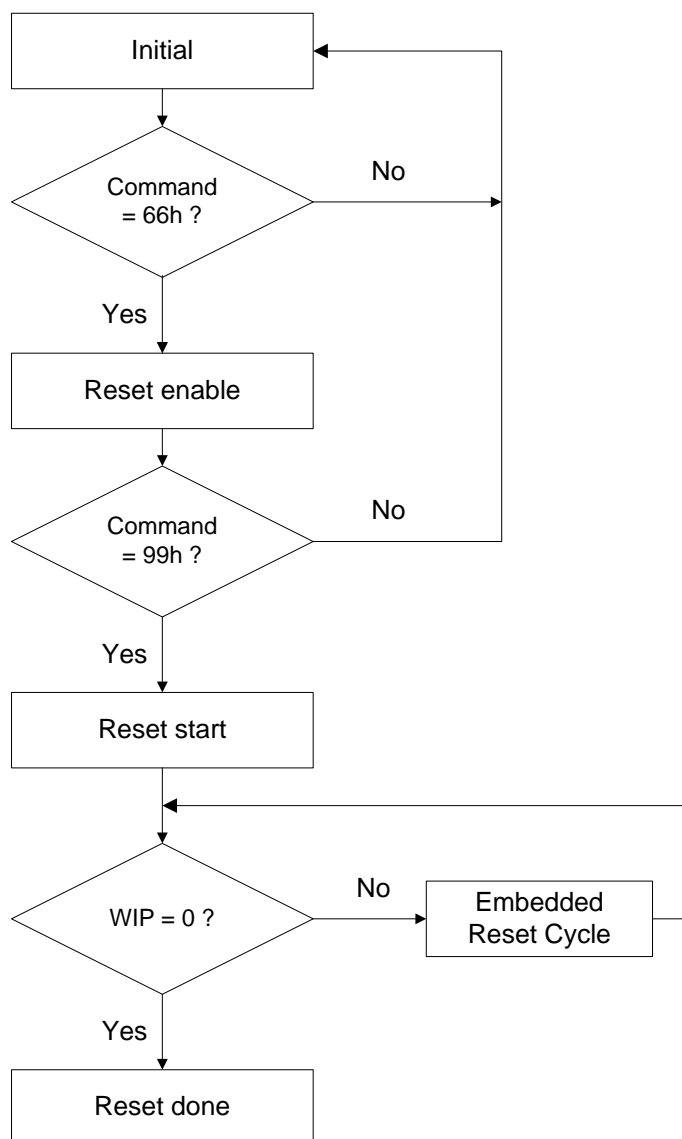 Initial
Command
= 66h ?
No
Yes
Reset enable
Command
= 99h ?
No
Yes
Reset start
WIP = 0 ?
No
Embedded
Reset Cycle
Yes
Reset done